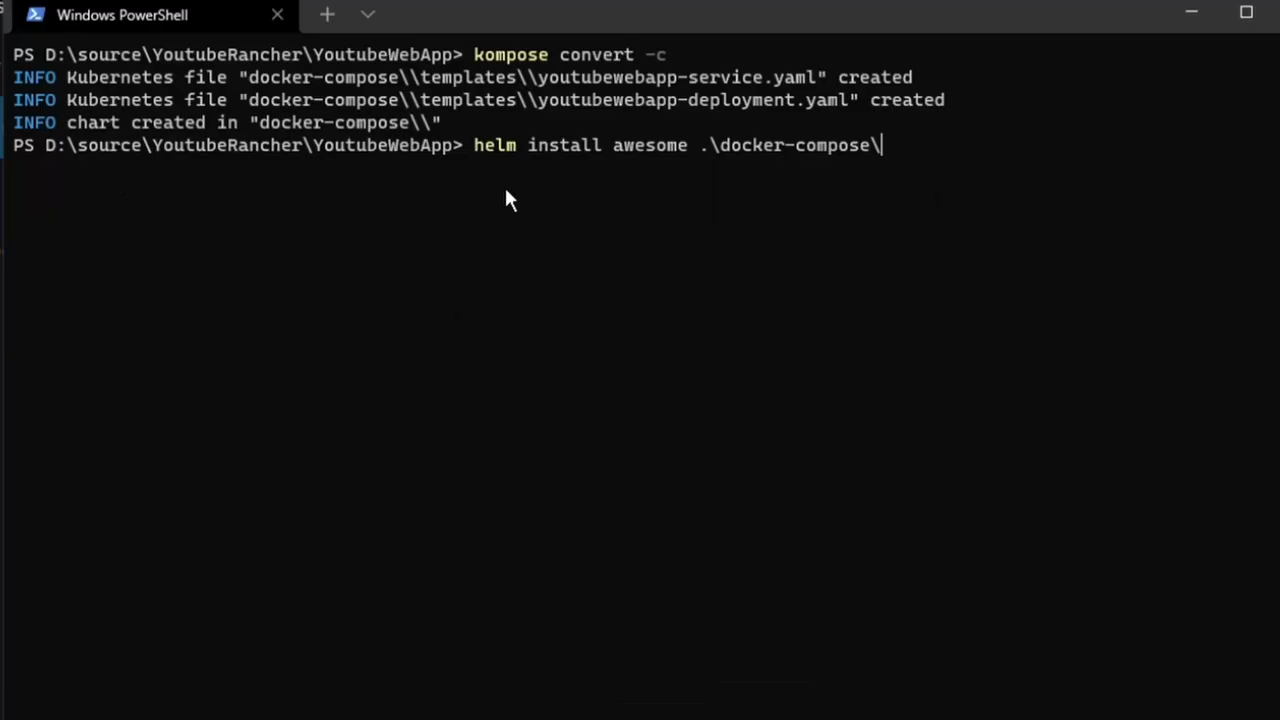 Windows PowerShell
PS D:\source\YoutubeRancher\YoutubeWebApp> kompose convert -c
INFO Kubernetes file "docker-compose\\templates\\youtubewebapp-service.yaml" created
INFO Kubernetes file "docker-compose\\templates\\youtubewebapp-deployment.yaml" created
INFO chart created in "docker-compose\\"
PS D:\source\YoutubeRancher\YoutubeWebApp> helm install awesome .\docker-compose\